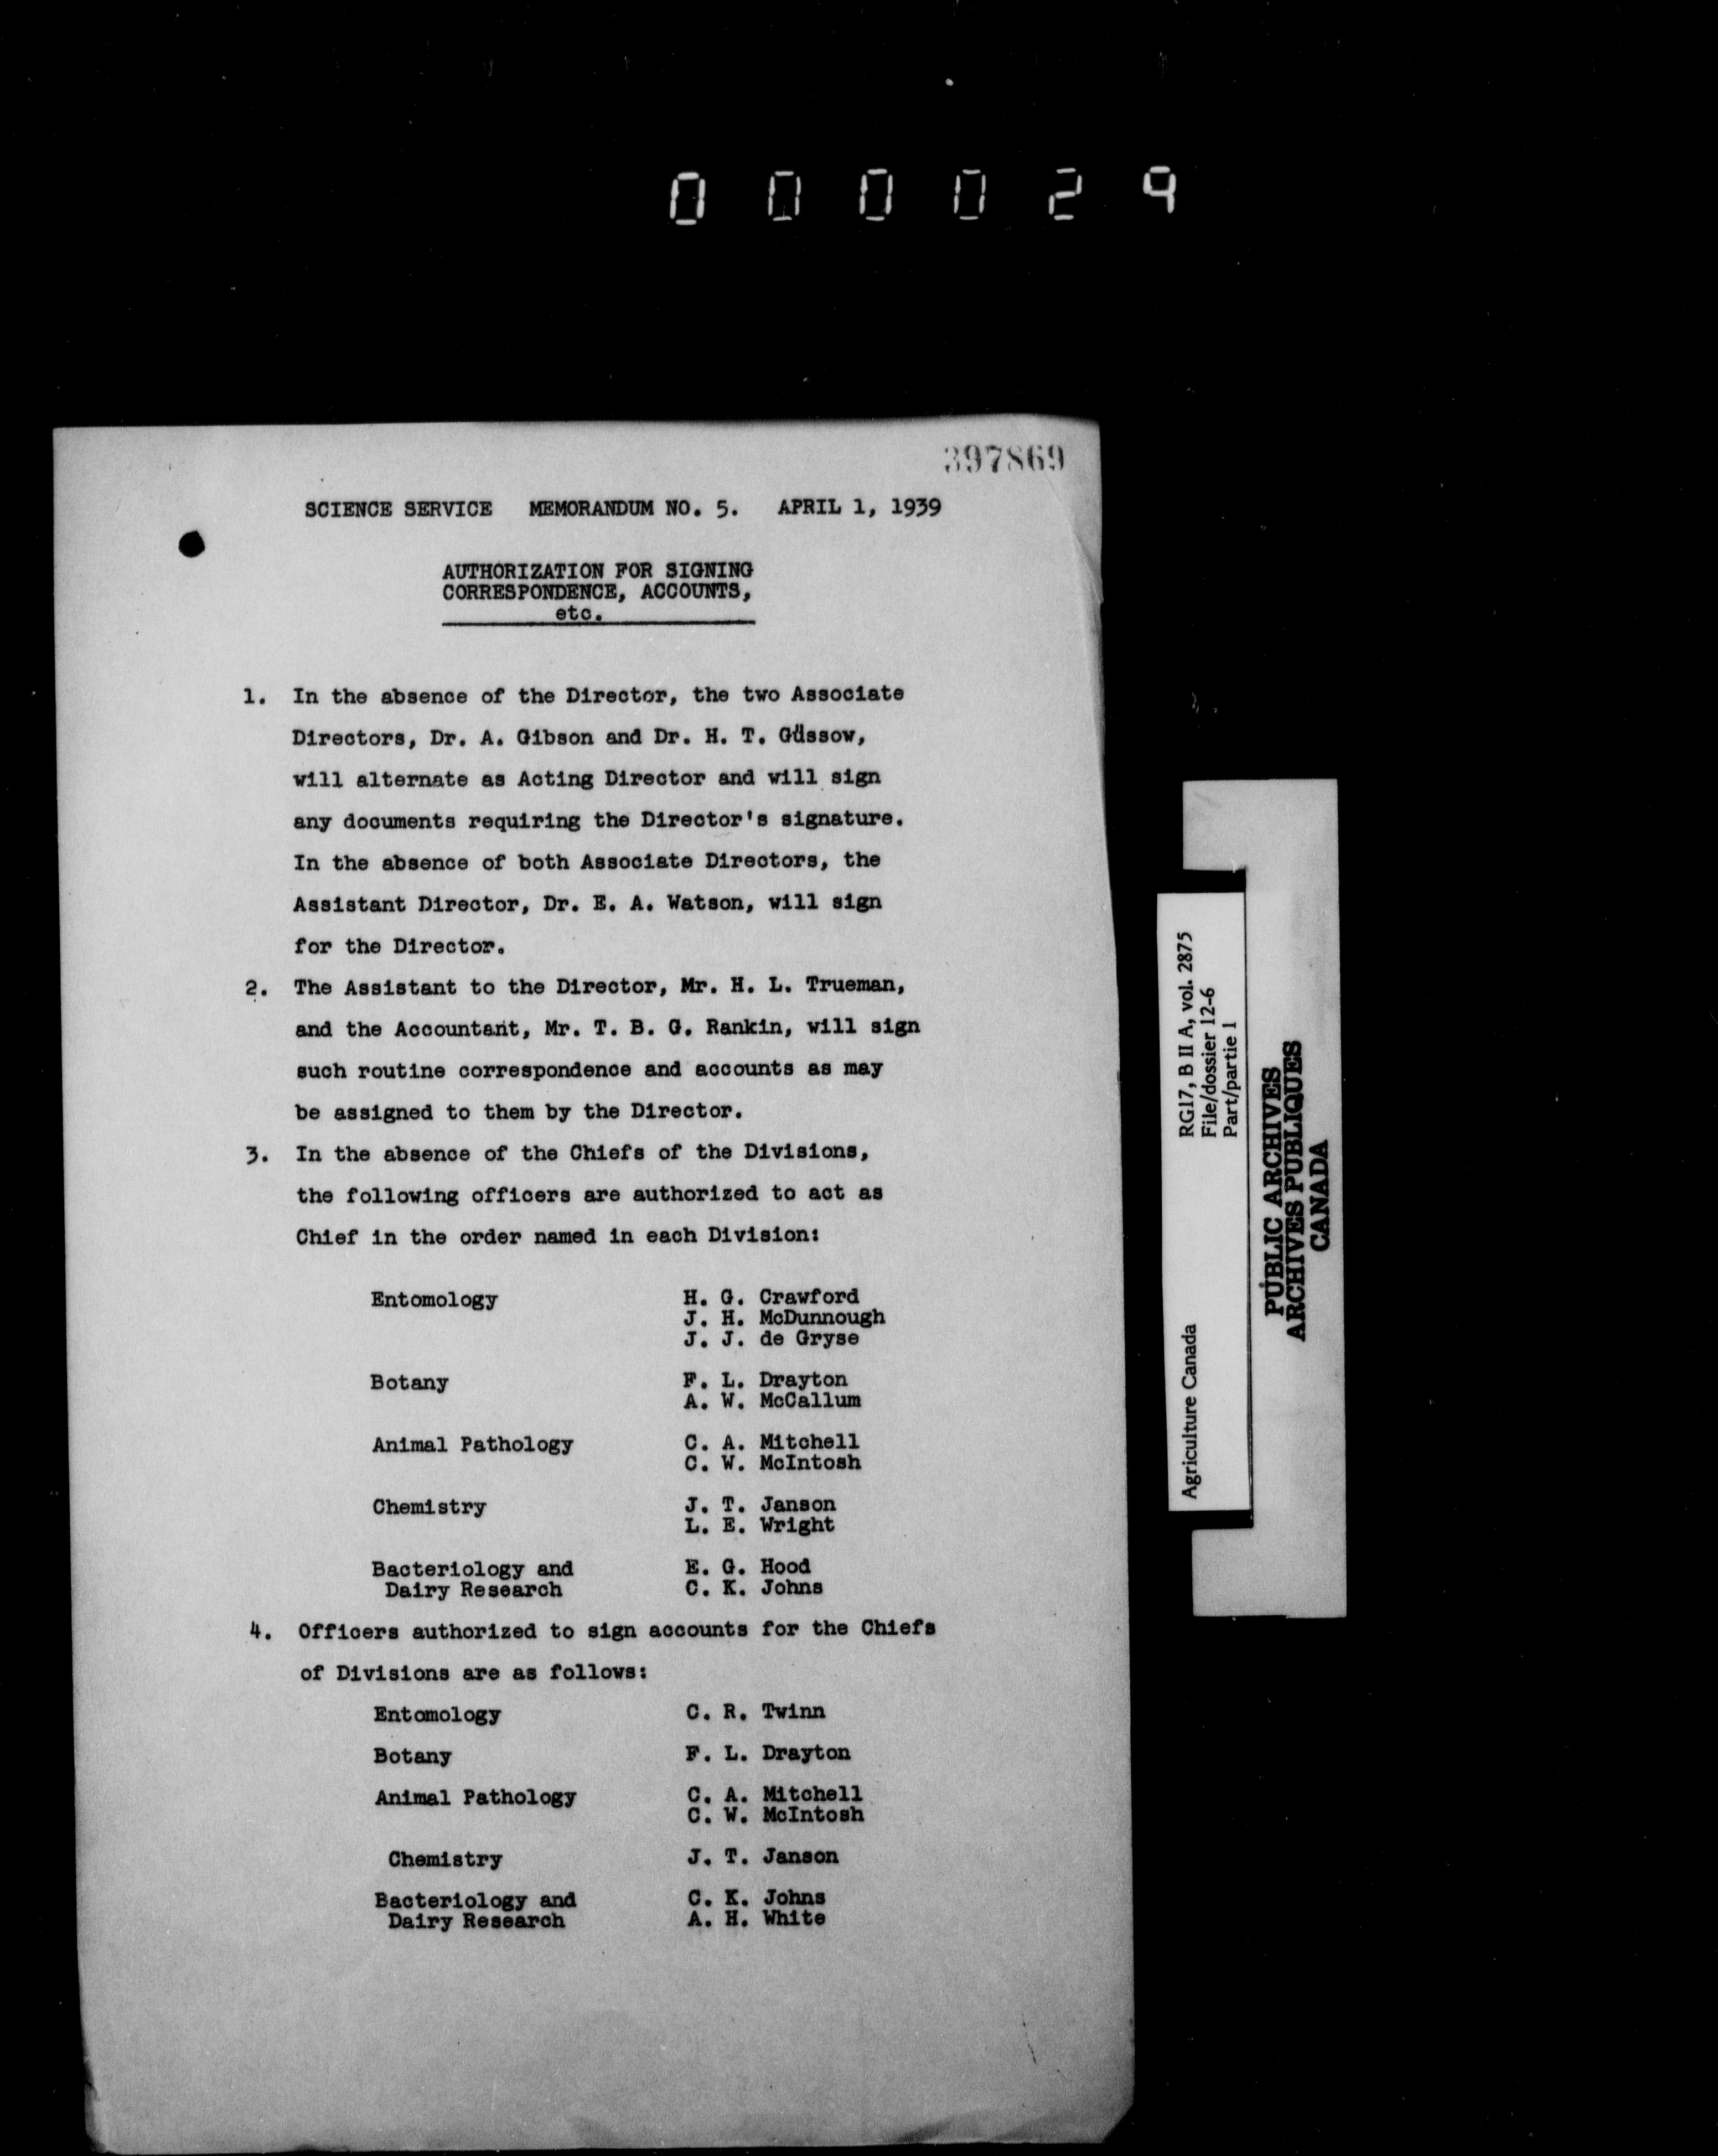 000029
397869
SCIENCE SERVICE MEMORANDUM NO. 5. APRIL 1, 1939
AUTHORIZATION FOR SIGNING
CORRESPONDENCE, ACCOUNTS,
etc.
1. In the absence of the Director, the two Associate
Directors, Dr. A. Gibson and Dr. H. T. Güssow,
will alternate as Acting Director and will sign
any documents requiring the Director's signature.
In the absence of both Associate Directors, the
Assistant Director, Dr. E. A. Watson, will sign
for the Director.
2. The Assistant to the Director, Mr. H. L. Trueman,
and the Accountant, Mr. T. B. G. Rankin, will sign
such routine correspondence and accounts as may
be assigned to them by the Director.
3. In the absence of the Chiefs of the Divisions,
the following officers are authorized to act as
Chief in the order named in each Division:
Entomology H. G. Crawford
J. H. McDunnough
J. J. de Gryse
Botany F. L. Drayton
A. W. McCallum
Animal Pathology C. A. Mitchell
C. W. McIntosh
Chemistry J. T. Janson
L. E. Wright
Bacteriology and E. G. Hood
Dairy Research C. K. Johns
4. Officers authorized to sign accounts for the Chiefs
of Divisions are as follows:
Entomology C. R. Twinn
Botany F. L. Drayton
Animal Pathology C. A. Mitchell
C. W. McIntosh
Chemistry J. T. Janson
Bacteriology and C. K. Johns
Dairy Research A. H. White
Agriculture Canada RG17, B II A, vol. 2875
File/dossier 12-6
Part/partie 1
PUBLIC ARCHIVES
ARCHIVES PUBLIQUES
CANADA